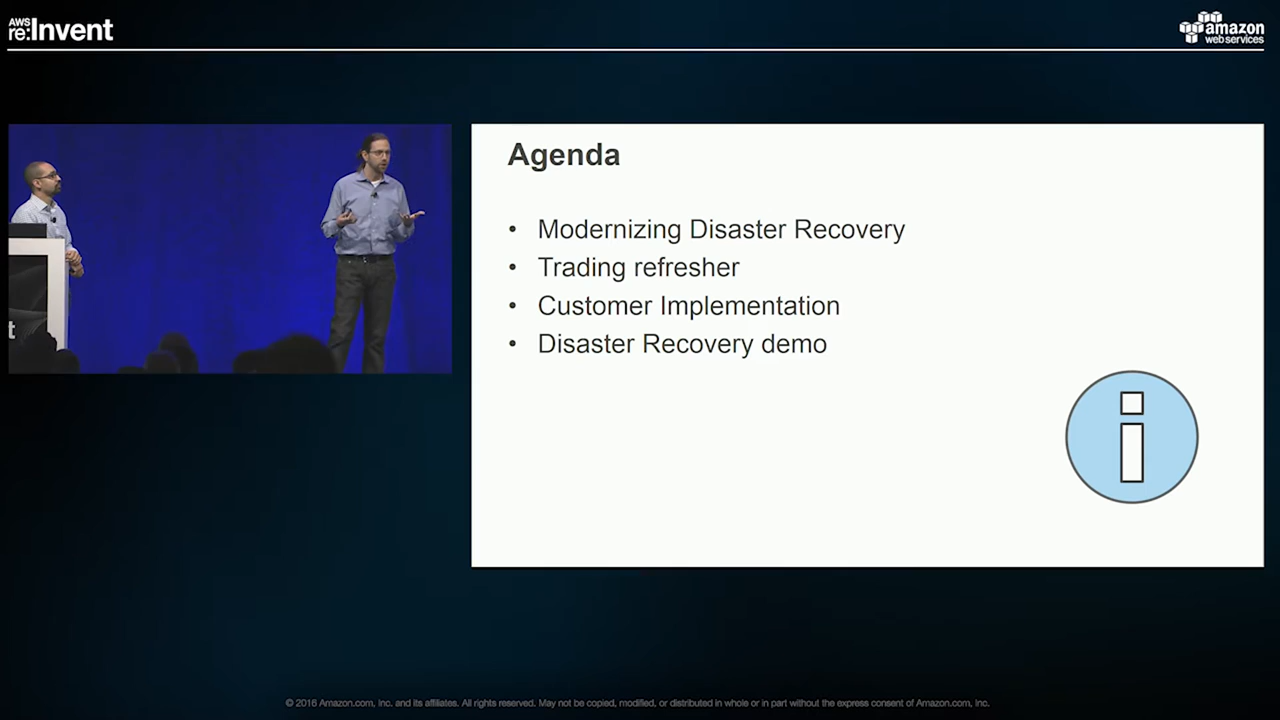 AWS
re:Invent
amazon
web services
Agenda
• Modernizing Disaster Recovery
• Trading refresher
• Customer Implementation
• Disaster Recovery demo
i
t
© 2016 Amazon.com, Inc. and its affiliates. All rights reserved. May not be copied, modified, or distributed in whole or in part without the express consent of Amazon.com, Inc.